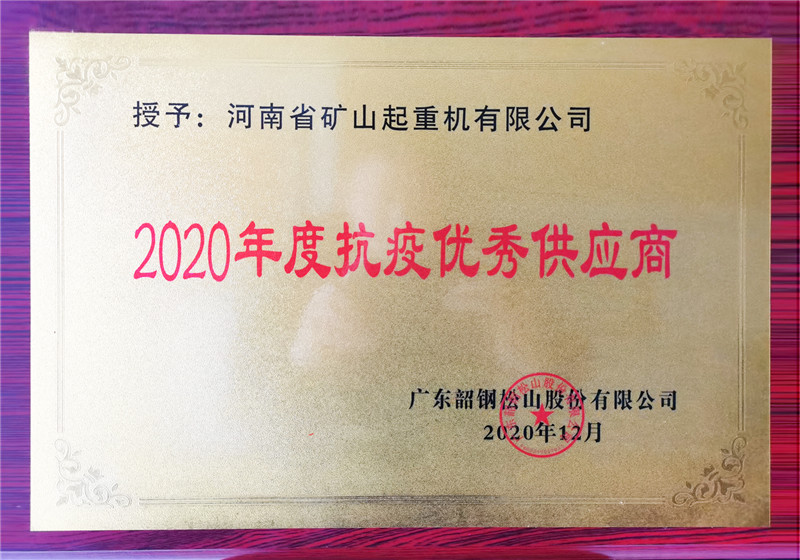 授予：河南省矿山起重机有限公司
2020年度抗疫优秀供应商
广东韶钢松山股份有限公司
2020年12月